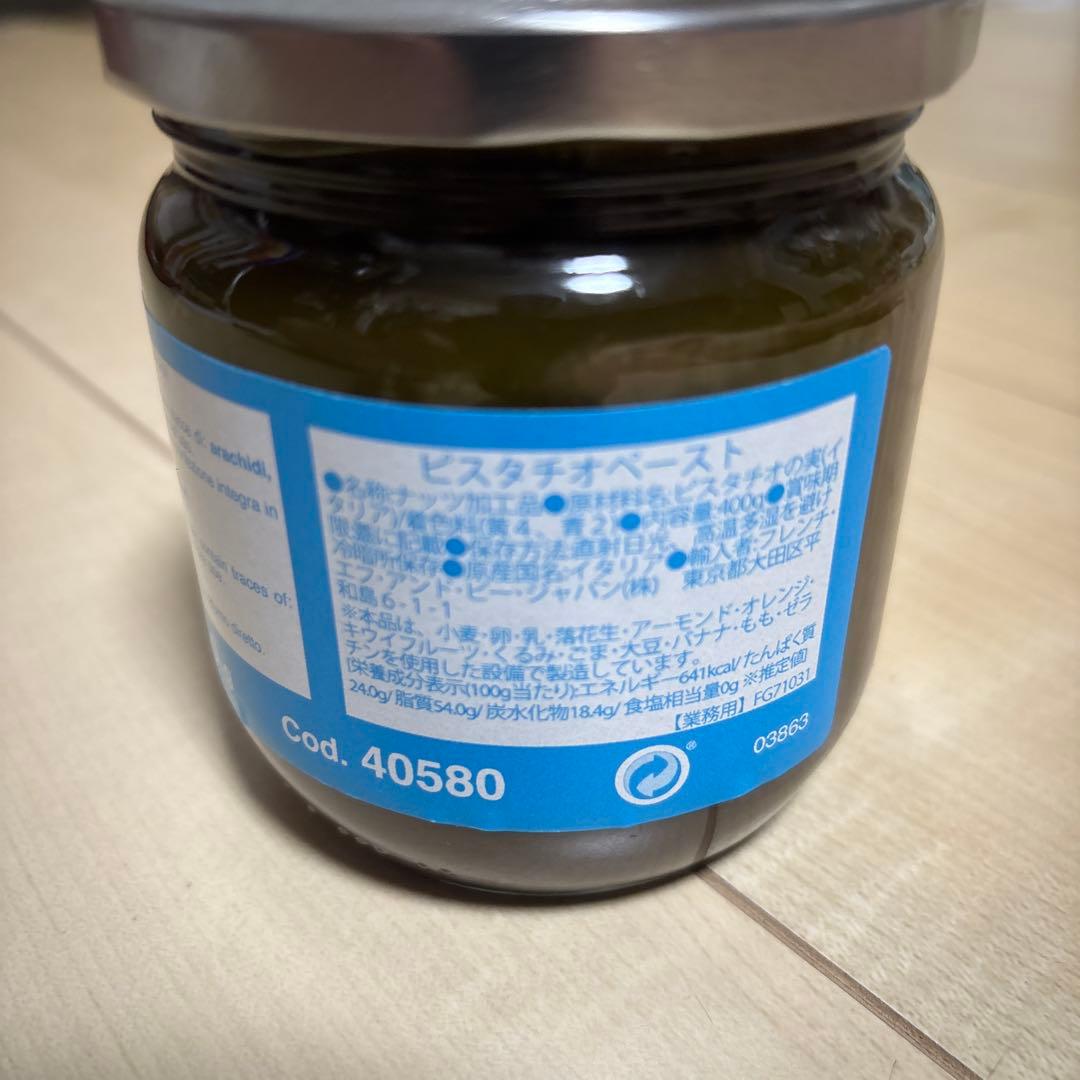 di: arachidi,
integra in
traces of:
diretto.
ピスタチオペースト
●名称:ナッツ加工品●原材料名:ピスタチオの実(イ
タリア)/着色料(黄4、青2)●内容量:400g●賞味期
限:蓋に記載●保存方法:直射日光、高温多湿を避け
冷暗所保存●原産国名:イタリア●輸入者:フレンチ・
エフ・アンド・ビー・ジャパン(株) 東京都大田区平
和島6-1-1
※本品は、小麦・卵・乳・落花生・アーモンド・オレンジ・
キウイフルーツ・くるみ・ごま・大豆・バナナ・もも・ゼラ
チンを使用した設備で製造しています。
[栄養成分表示(100g当たり):エネルギー641kcal/たんぱく質
24.0g/脂質54.0g/炭水化物18.4g/食塩相当量0g ※推定値]
【業務用】FG71031
Cod. 40580
03863